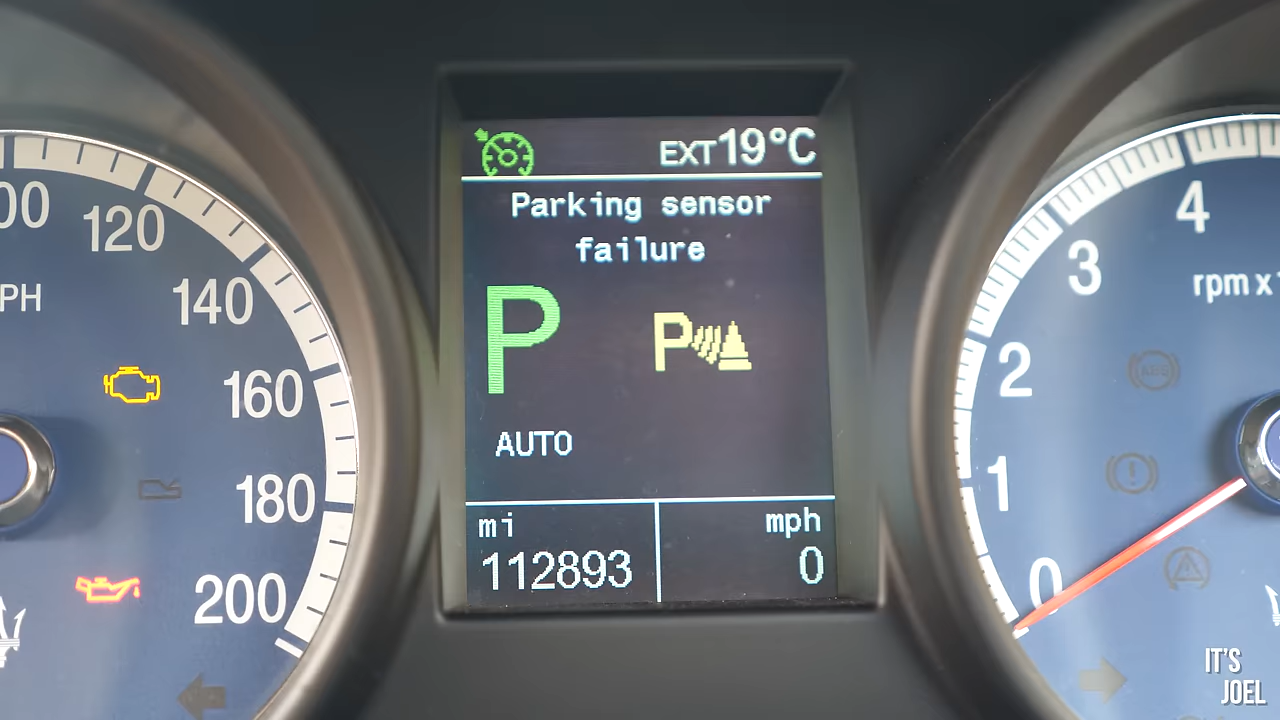 EXT 19°C
Parking sensor
failure
P
P
AUTO
mi
112893
mph
0
120
140
160
180
200
4
3
2
1
0
rpm x
ABS
IT'S
JOEL